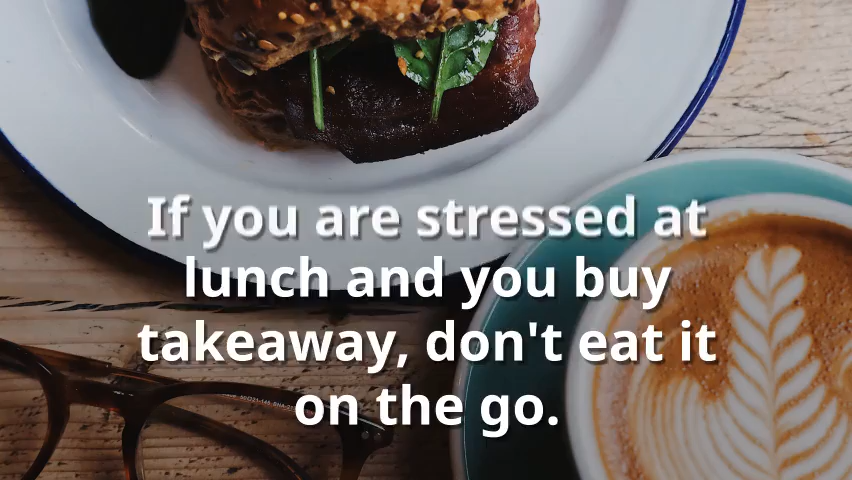 If you are stressed at
lunch and you buy
takeaway, don't eat it
on the go.